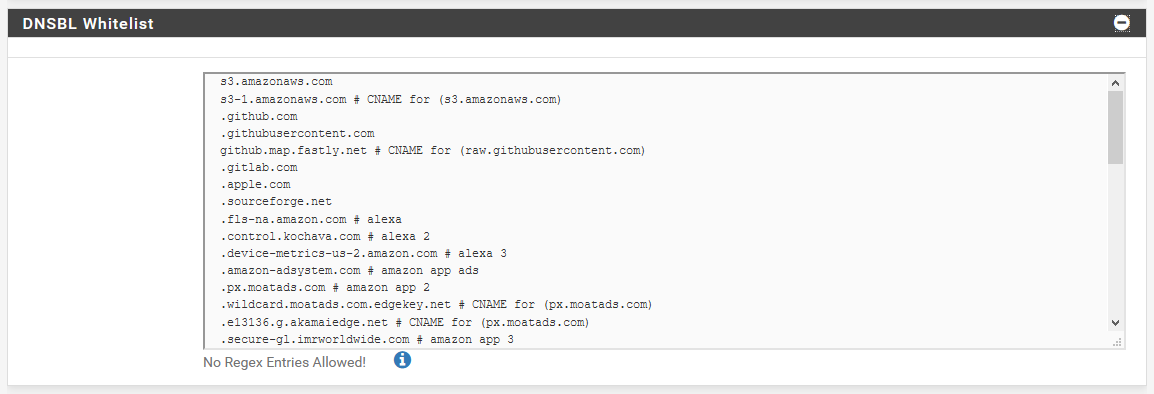 DNSBL Whitelist
s3.amazonaws.com
s3-1.amazonaws.com # CNAME for (s3.amazonaws.com)
.github.com
.githubusercontent.com
github.map.fastly.net # CNAME for (raw.githubusercontent.com)
.gitlab.com
.apple.com
.sourceforge.net
.fls-na.amazon.com # alexa
.control.kochava.com # alexa 2
.device-metrics-us-2.amazon.com # alexa 3
.amazon-adsystem.com # amazon app ads
.px.moatads.com # amazon app 2
.wildcard.moatads.com.edgekey.net # CNAME for (px.moatads.com)
.e13136.g.akamaiedge.net # CNAME for (px.moatads.com)
.secure-gl.imrworldwide.com # amazon app 3
No Regex Entries Allowed!